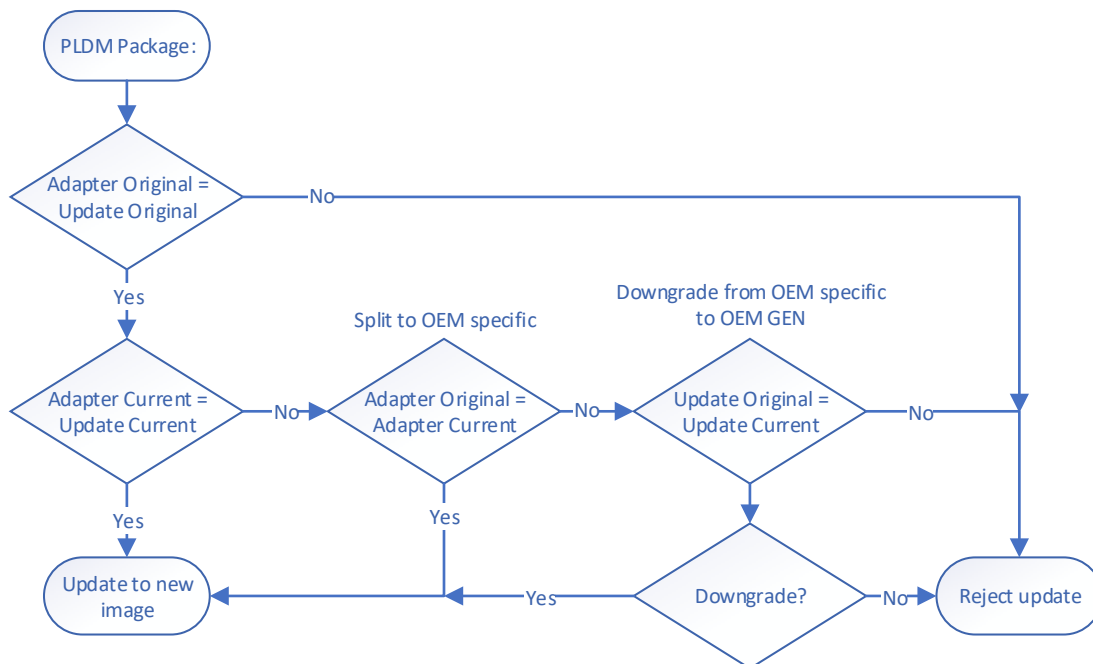 PLDM Package:
Adapter Original =
Update Original
No
Yes
Split to OEM specific
Downgrade from OEM specific
to OEM GEN
Adapter Current =
Update Current
No
Adapter Original =
Adapter Current
No
Update Original =
Update Current
No
Yes
Yes
Update to new
image
Yes
Downgrade?
No
Reject update